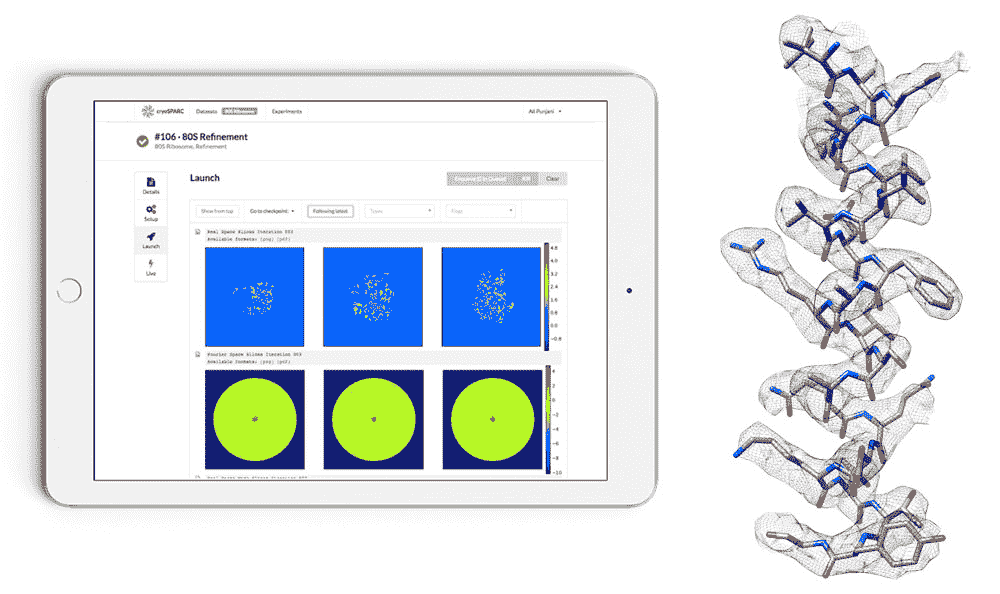 cryoSPARC
Datasets
Experiments
Ali Punjani
#106 · 80S Refinement
80S Ribosome, Refinement
Details
Setup
Launch
Live
Launch
Clear
Show from top
Go to checkpoint:
Following latest
Types
Flags
Real Space Slices Iteration 003
Available formats: [png] [pdf]
4.8
4.0
3.2
2.4
1.6
0.8
0.0
-0.8
Fourier Space Slices Iteration 003
Available formats: [png] [pdf]
4
2
0
-2
-4
-6
-8
-10